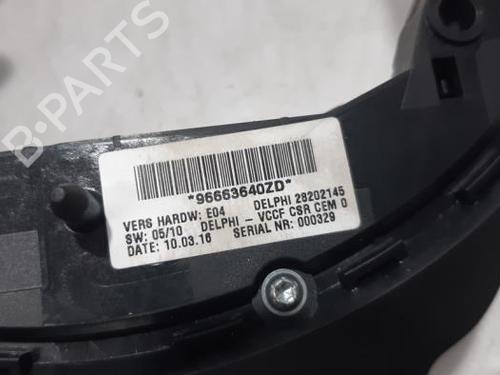 B-PARTS
*96663640ZD*
VERS HARDW: E04 DELPHI 28202145
SW: 05/10 DELPHI - VCCF CSR CEM 0
DATE: 10.03.16 SERIAL NR: 000329